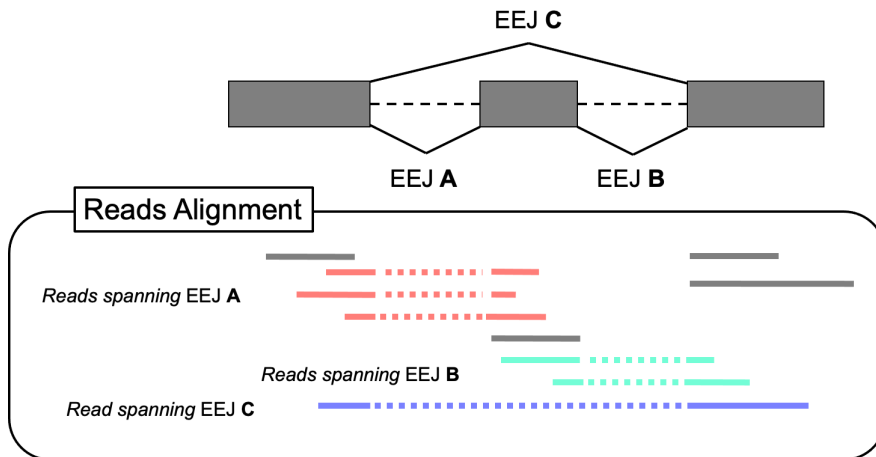 EEJ C
EEJ A
EEJ B
Reads Alignment
Reads spanning EEJ A
Reads spanning EEJ B
Read spanning EEJ C